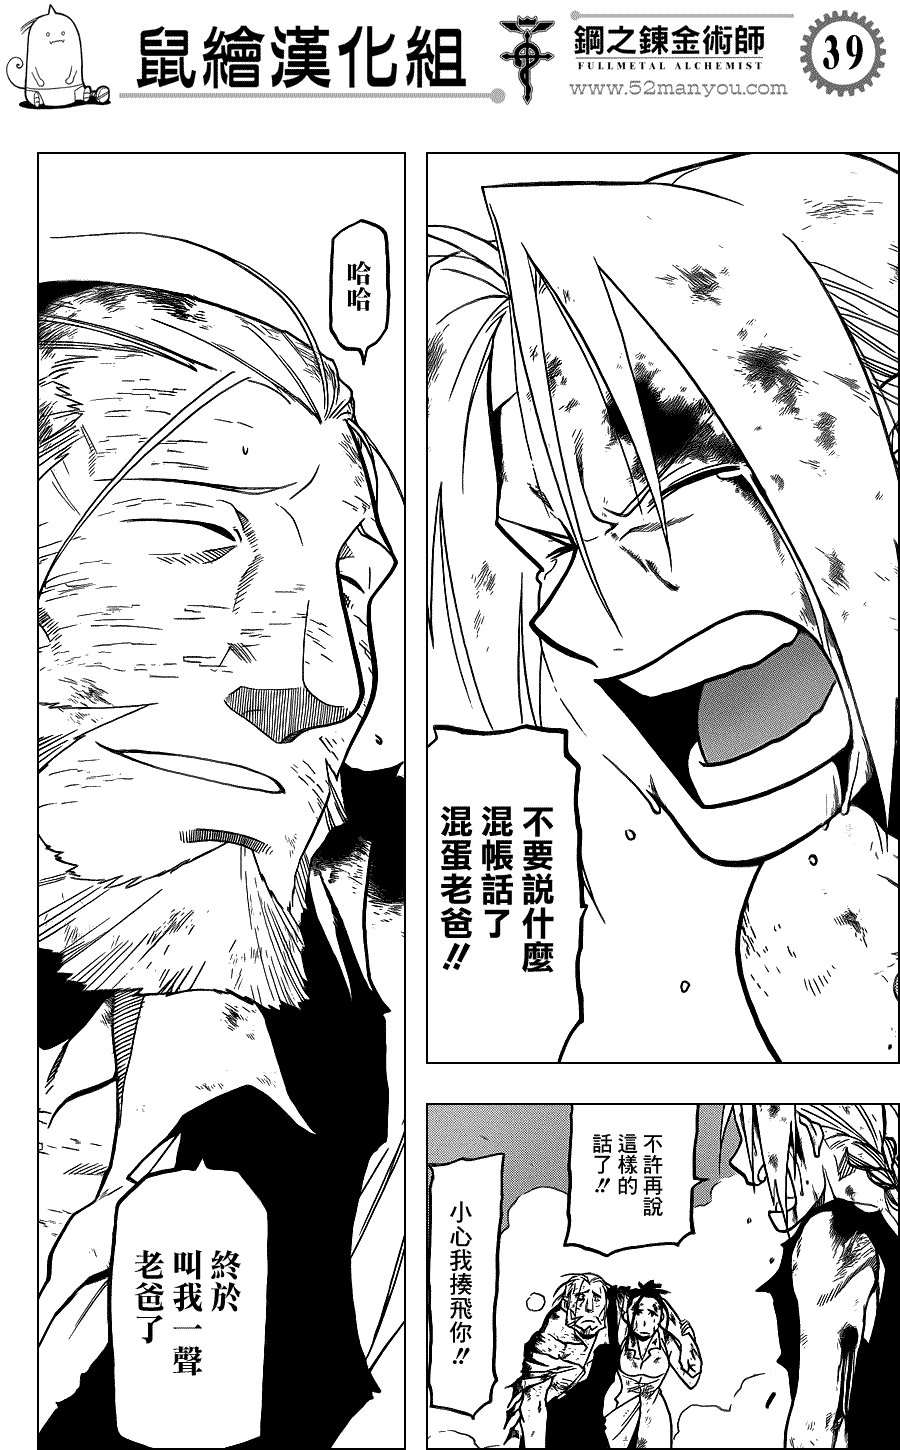 鼠繪漢化組
鋼之鍊金術師
FULLMETAL ALCHEMIST
www.52manyou.com
39
不要說什麼
混帳話了
混蛋老爸!!
不許再說
這樣的
話了!!
小心我揍飛你!!
哈哈
終於
叫我一聲
老爸了